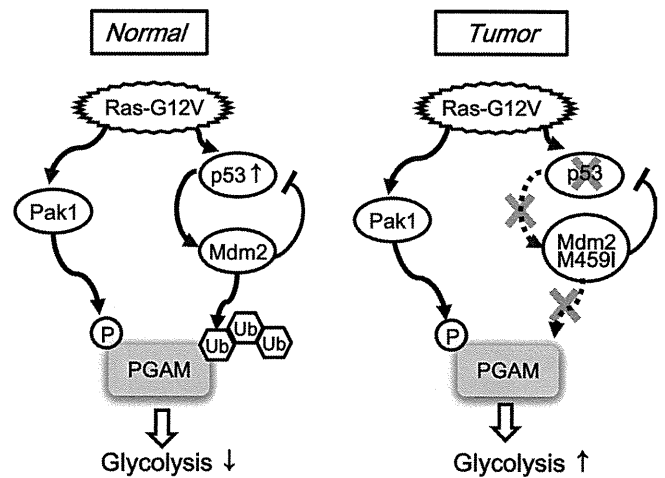 Normal
Ras-G12V
p53 ↑
Pak1
Mdm2
P
Ub
Ub
Ub
PGAM
Glycolysis ↓
Tumor
Ras-G12V
p53
Pak1
Mdm2
M459I
P
PGAM
Glycolysis ↑